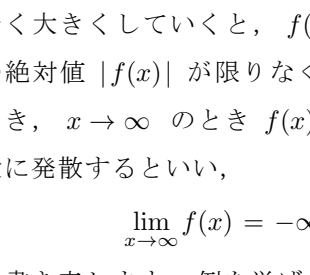 く大きくしていくと， f(
絶対値 |f(x)| が限りなく
き， x → ∞ のとき f(x)
に発散するといい，
lim f(x) = −∞
x→∞